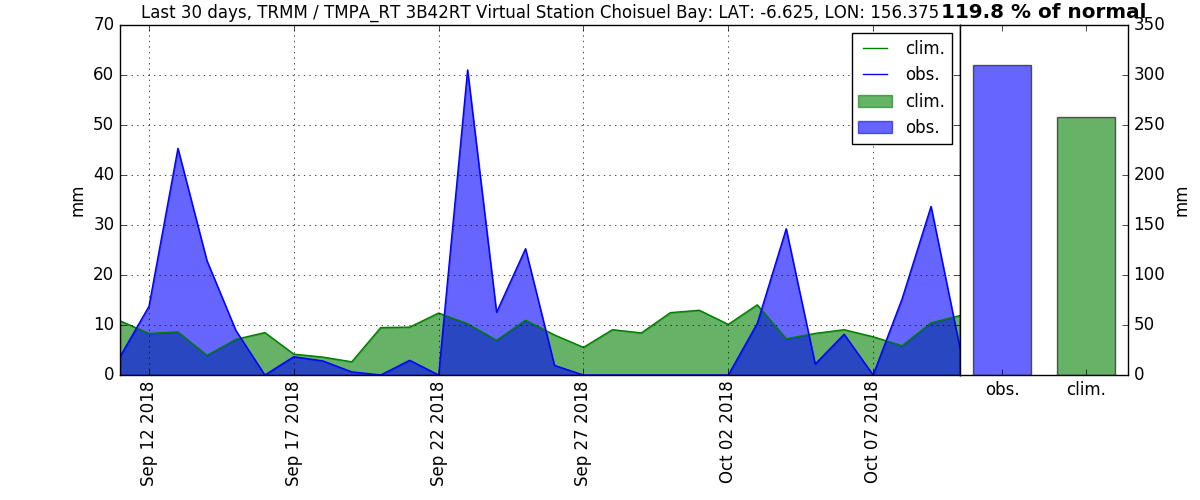 Last 30 days, TRMM / TMPA_RT 3B42RT Virtual Station Choisuel Bay: LAT: -6.625, LON: 156.375
119.8 % of normal
70
60
50
40
30
20
10
0
mm
clim.
obs.
clim.
obs.
Sep 12 2018
Sep 17 2018
Sep 22 2018
Sep 27 2018
Oct 02 2018
Oct 07 2018
350
300
250
200
150
100
50
0
mm
obs.
clim.